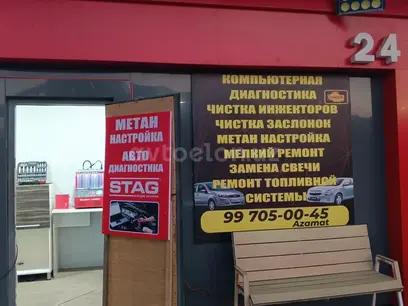 24
МЕТАН
НАСТРОЙКА
АВТО
ДИАГНОСТИКА
STAG
КОМПЬЮТЕРНАЯ
ДИАГНОСТИКА
ЧИСТКА ИНЖЕКТОРОВ
ЧИСТКА ЗАСЛОНОК
МЕТАН НАСТРОЙКА
МЕЛКИЙ РЕМОНТ
ЗАМЕНА СВЕЧИ
РЕМОНТ ТОПЛИВНОЙ
СИСТЕМЫ
99 705-00-45
Azamat